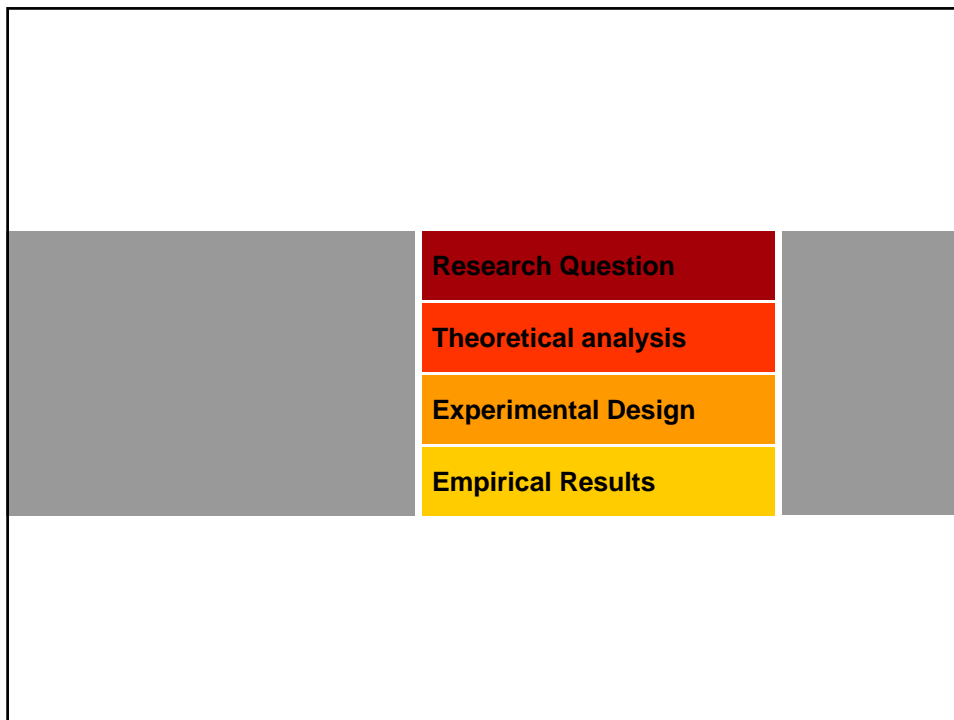 Research Question
Theoretical analysis
Experimental Design
Empirical Results